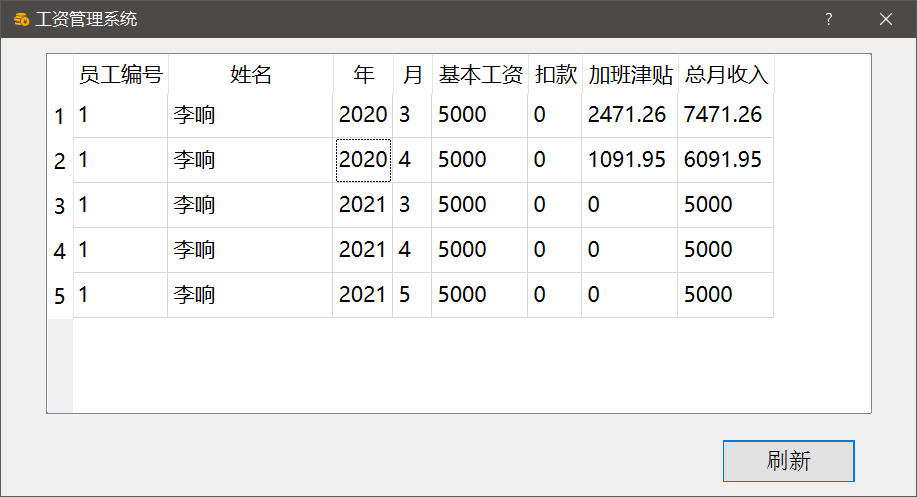 工资管理系统
?
员工编号 姓名 年 月 基本工资 扣款 加班津贴 总月收入
1 1 李响 2020 3 5000 0 2471.26 7471.26
2 1 李响 2020 4 5000 0 1091.95 6091.95
3 1 李响 2021 3 5000 0 0 5000
4 1 李响 2021 4 5000 0 0 5000
5 1 李响 2021 5 5000 0 0 5000
刷新